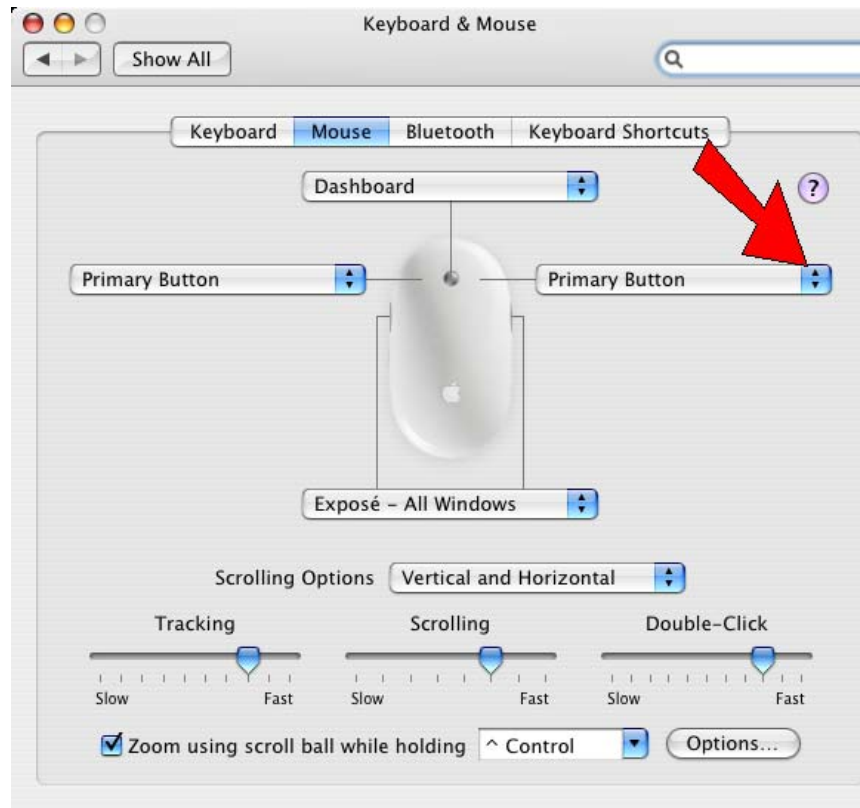 Keyboard & Mouse
Show All
Keyboard Mouse Bluetooth Keyboard Shortcuts
Dashboard
?
Primary Button Primary Button
Exposé – All Windows
Scrolling Options Vertical and Horizontal
Tracking Scrolling Double-Click
Slow Fast Slow Fast Slow Fast
Zoom using scroll ball while holding ^ Control Options...